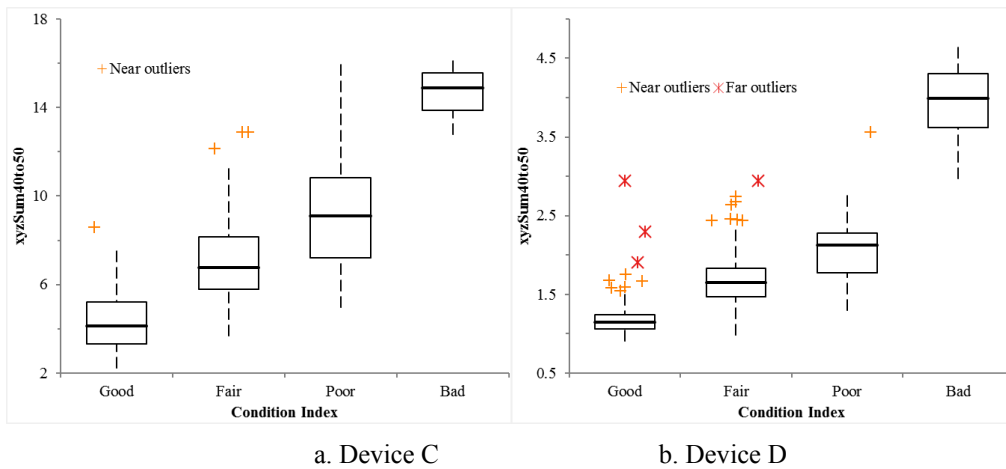 18
14
10
6
2
xyzSum40to50
Near outliers
Good Fair Poor Bad
Condition Index
4.5
3.5
2.5
1.5
0.5
xyzSum40to50
Near outliers Far outliers
Good Fair Poor Bad
Condition Index
a. Device C
b. Device D